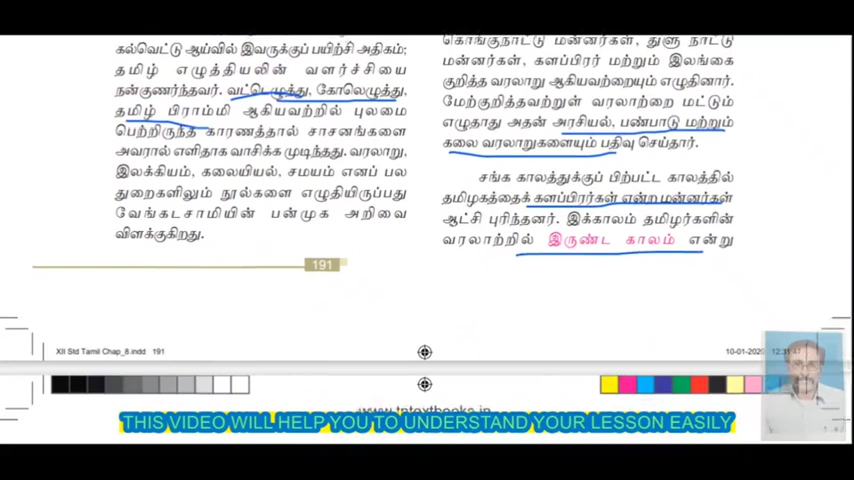 கல்வெட்டு ஆய்வில் இவருக்குப் பயிற்சி அதிகம்;
தமிழ் எழுத்தியலின் வளர்ச்சியை
நன்குணர்ந்தவர். வட்டெழுத்து, கோலெழுத்து,
தமிழ் பிராம்மி ஆகியவற்றில் புலமை
பெற்றிருந்த காரணத்தால் சாசனங்களை
அவரால் எளிதாக வாசிக்க முடிந்தது. வரலாறு,
இலக்கியம், கலையியல், சமயம் எனப் பல
துறைகளிலும் நூல்களை எழுதியிருப்பது
வேங்கடசாமியின் பன்முக அறிவை
விளக்குகிறது.
191
கொங்குநாட்டு மன்னர்கள், துளு நாட்டு
மன்னர்கள், களப்பிரர் மற்றும் இலங்கை
குறித்த வரலாறு ஆகியவற்றையும் எழுதினார்.
மேற்குறித்தவற்றுள் வரலாற்றை மட்டும்
எழுதாது அதன் அரசியல், பண்பாடு மற்றும்
கலை வரலாறுகளையும் பதிவு செய்தார்.
சங்க காலத்துக்குப் பிற்பட்ட காலத்தில்
தமிழகத்தைக் களப்பிரர்கள் என்ற மன்னர்கள்
ஆட்சி புரிந்தனர். இக்காலம் தமிழர்களின்
வரலாற்றில் இருண்ட காலம் என்று
XII Std Tamil Chap_8.indd 191
10-01-2020 12:31:47
www.tntextbooks.in
THIS VIDEO WILL HELP YOU TO UNDERSTAND YOUR LESSON EASILY